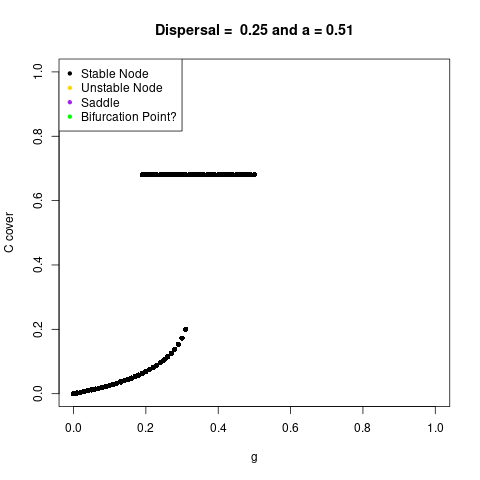 Dispersal =  0.25 and a = 0.51
Stable Node
Unstable Node
Saddle
Bifurcation Point?
C cover
1.0
0.8
0.6
0.4
0.2
0.0
0.0 0.2 0.4 0.6 0.8 1.0
g